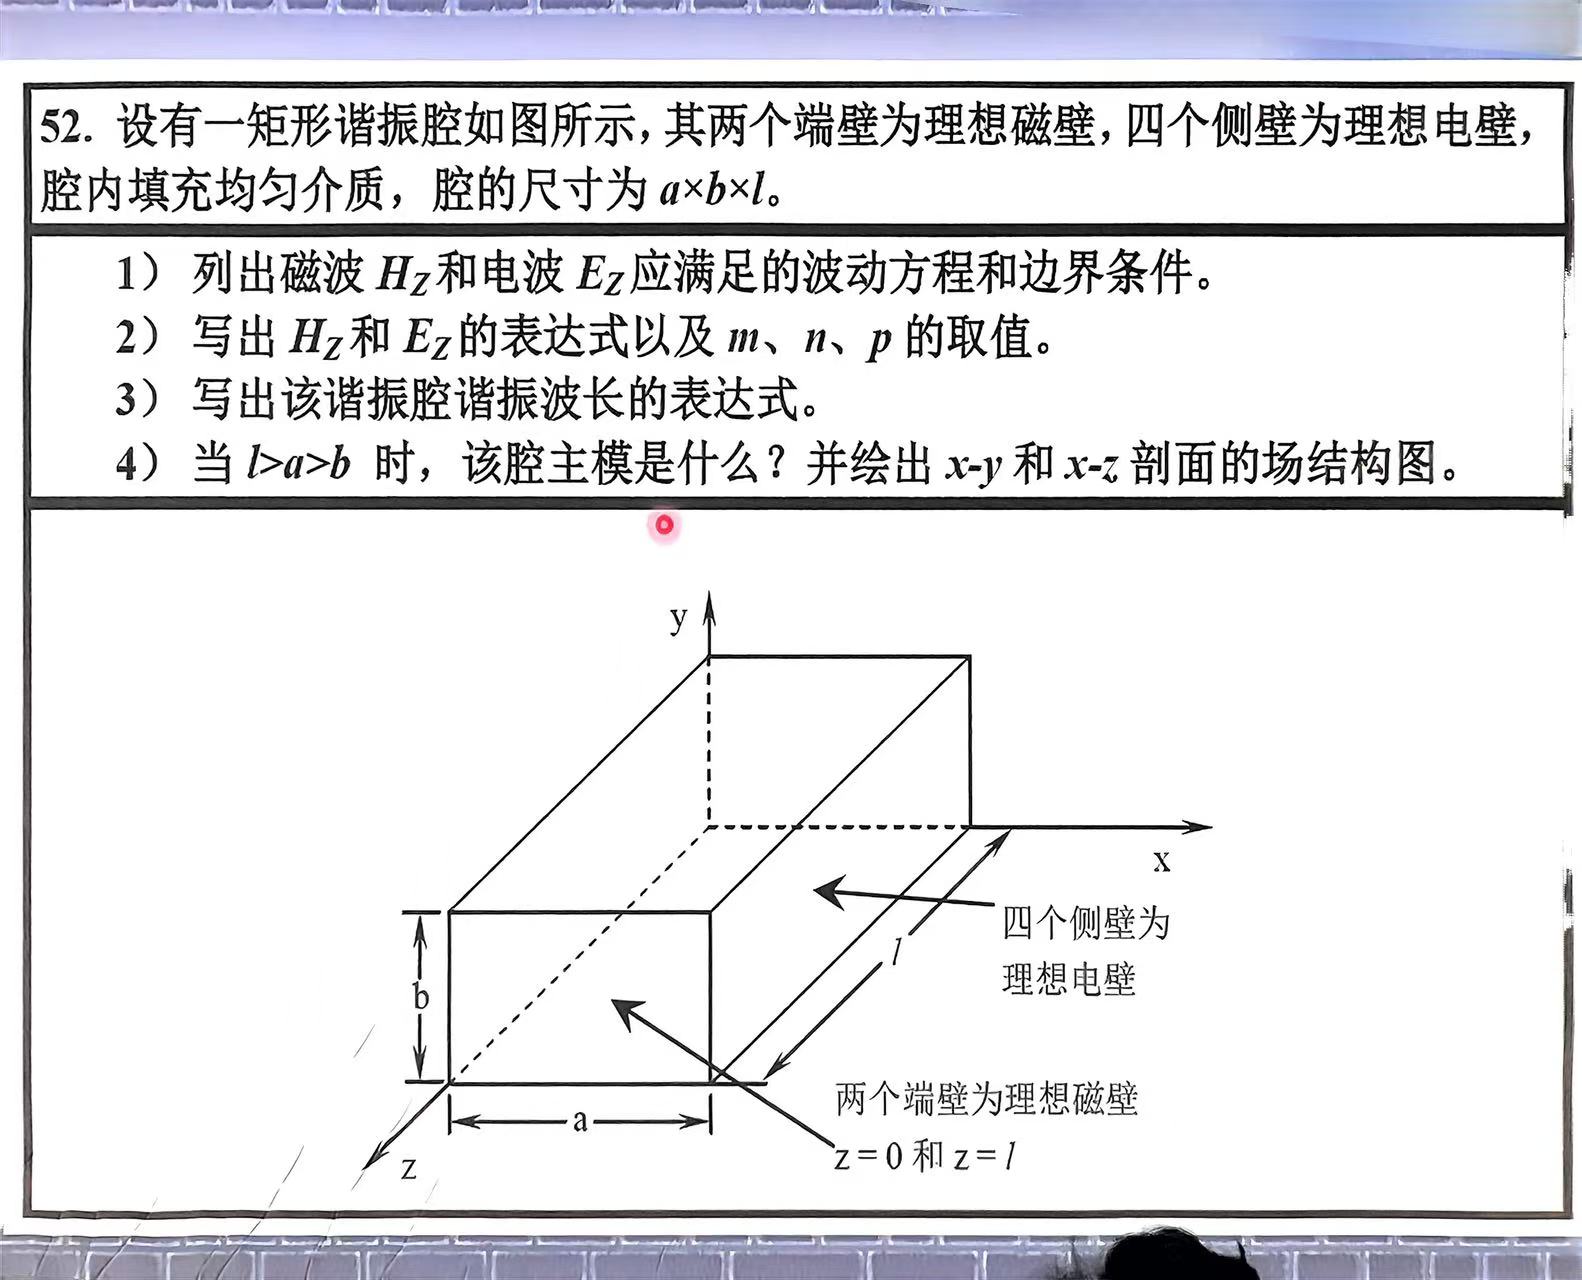 52. 设有一矩形谐振腔如图所示，其两个端壁为理想磁壁，四个侧壁为理想电壁，
腔内填充均匀介质，腔的尺寸为 a×b×l。
1） 列出磁波 HZ 和电波 EZ 应满足的波动方程和边界条件。
2） 写出 HZ 和 EZ 的表达式以及 m、n、p 的取值。
3） 写出该谐振腔谐振波长的表达式。
4） 当 l>a>b 时，该腔主模是什么？并绘出 x-y 和 x-z 剖面的场结构图。
y
x
四个侧壁为
理想电壁
l
b
两个端壁为理想磁壁
a
z=0 和 z=l
z